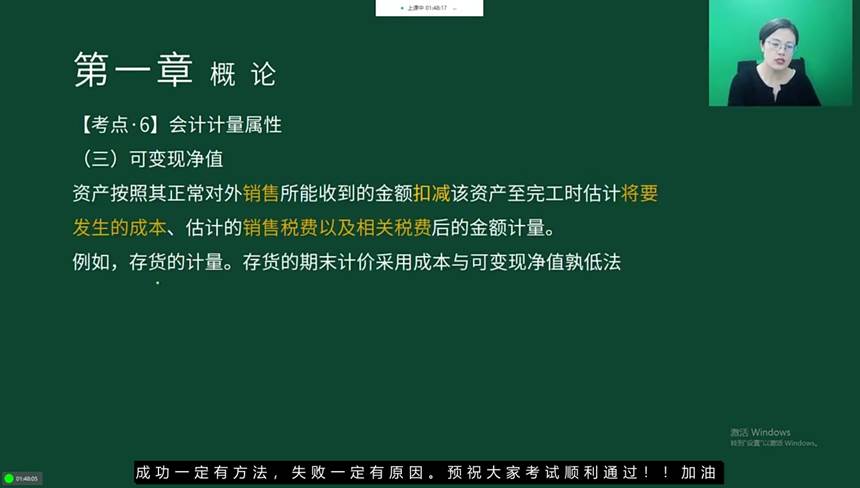 上课中 01:48:17
第一章 概 论
【考点·6】会计计量属性
（三）可变现净值
资产按照其正常对外销售所能收到的金额扣减该资产至完工时估计将要
发生的成本、估计的销售税费以及相关税费后的金额计量。
例如，存货的计量。存货的期末计价采用成本与可变现净值孰低法
激活 Windows
转到"设置"以激活 Windows。
01:48:05
成功一定有方法，失败一定有原因。预祝大家考试顺利通过！！加油